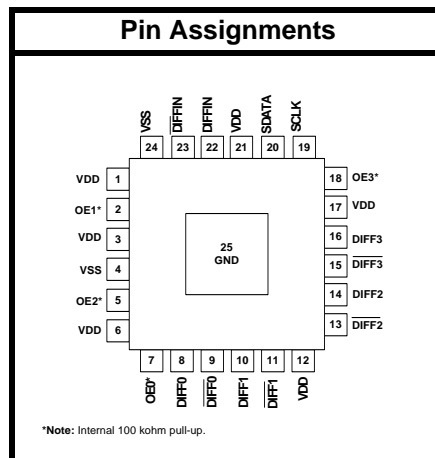 Pin Assignments
VSS
DIFFIN
DIFFIN
VDD
SDATA
SCLK
24 23 22 21 20 19
VDD 1
OE1* 2
VDD 3
VSS 4
OE2* 5
VDD 6
18 OE3*
17 VDD
16 DIFF3
15 DIFF3
14 DIFF2
13 DIFF2
25
GND
7 8 9 10 11 12
OE0*
DIFF0
DIFF0
DIFF1
DIFF1
VDD
*Note: Internal 100 kohm pull-up.